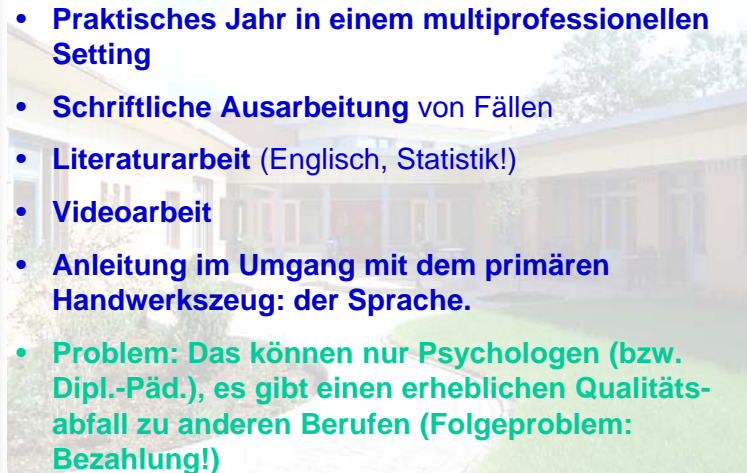 • Praktisches Jahr in einem multiprofessionellen
Setting
• Schriftliche Ausarbeitung von Fällen
• Literaturarbeit (Englisch, Statistik!)
• Videoarbeit
• Anleitung im Umgang mit dem primären
Handwerkszeug: der Sprache.
• Problem: Das können nur Psychologen (bzw.
Dipl.-Päd.), es gibt einen erheblichen Qualitäts-
abfall zu anderen Berufen (Folgeproblem:
Bezahlung!)